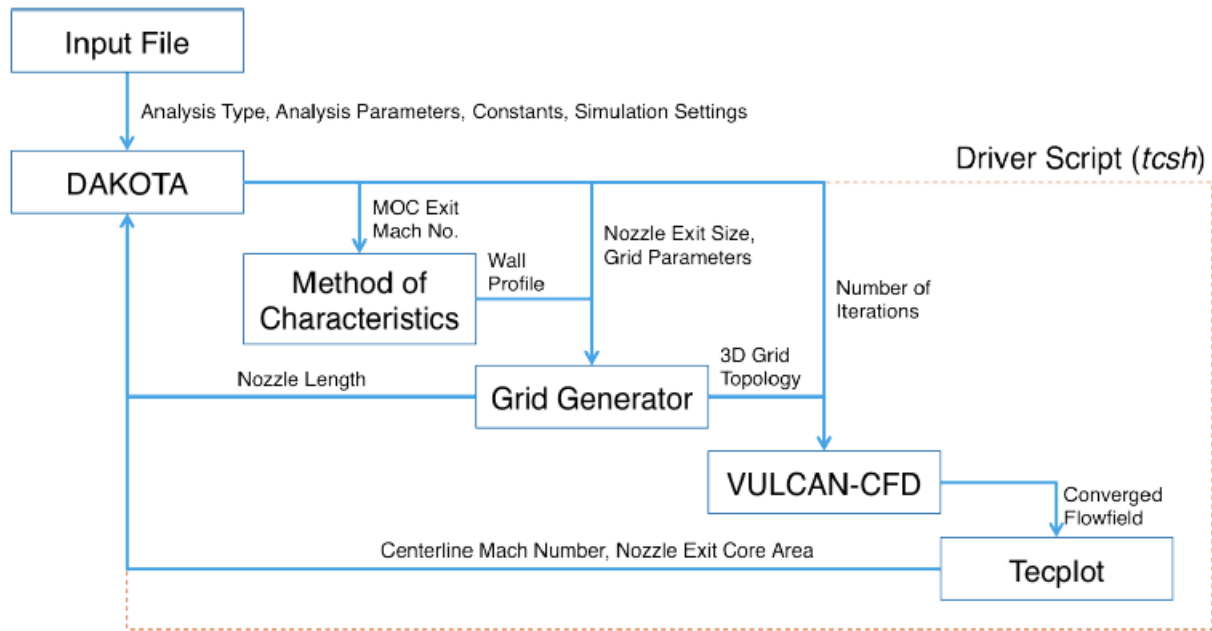 Input File
Analysis Type, Analysis Parameters, Constants, Simulation Settings
Driver Script (tcsh)
DAKOTA
MOC Exit
Mach No.
Nozzle Exit Size,
Grid Parameters
Wall
Profile
Method of
Characteristics
Number of
Iterations
3D Grid
Topology
Nozzle Length
Grid Generator
VULCAN-CFD
Converged
Flowfield
Centerline Mach Number, Nozzle Exit Core Area
Tecplot